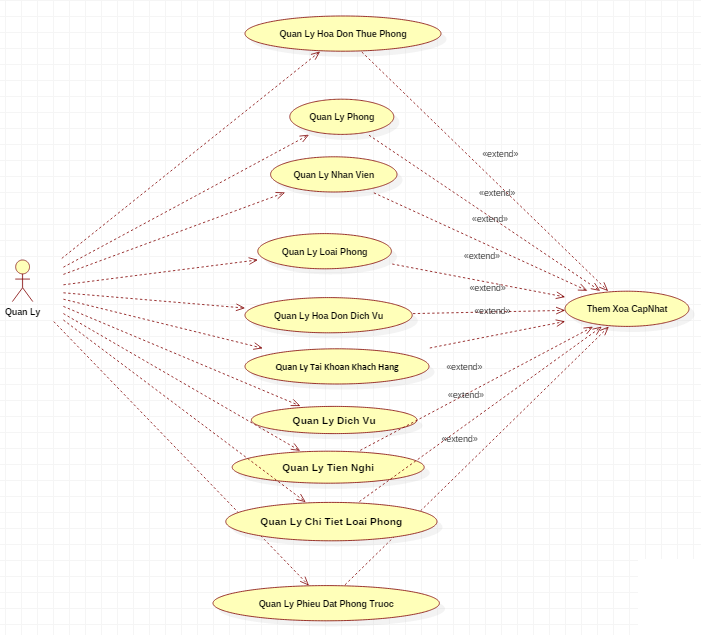 Quan Ly Hoa Don Thue Phong
Quan Ly Phong
«extend»
Quan Ly Nhan Vien
«extend»
«extend»
Quan Ly Loai Phong
«extend»
«extend»
Quan Ly
Quan Ly Hoa Don Dich Vu
«extend»
Them Xoa CapNhat
Quan Ly Tai Khoan Khach Hang
«extend»
«extend»
Quan Ly Dich Vu
«extend»
Quan Ly Tien Nghi
Quan Ly Chi Tiet Loai Phong
Quan Ly Phieu Dat Phong Truoc